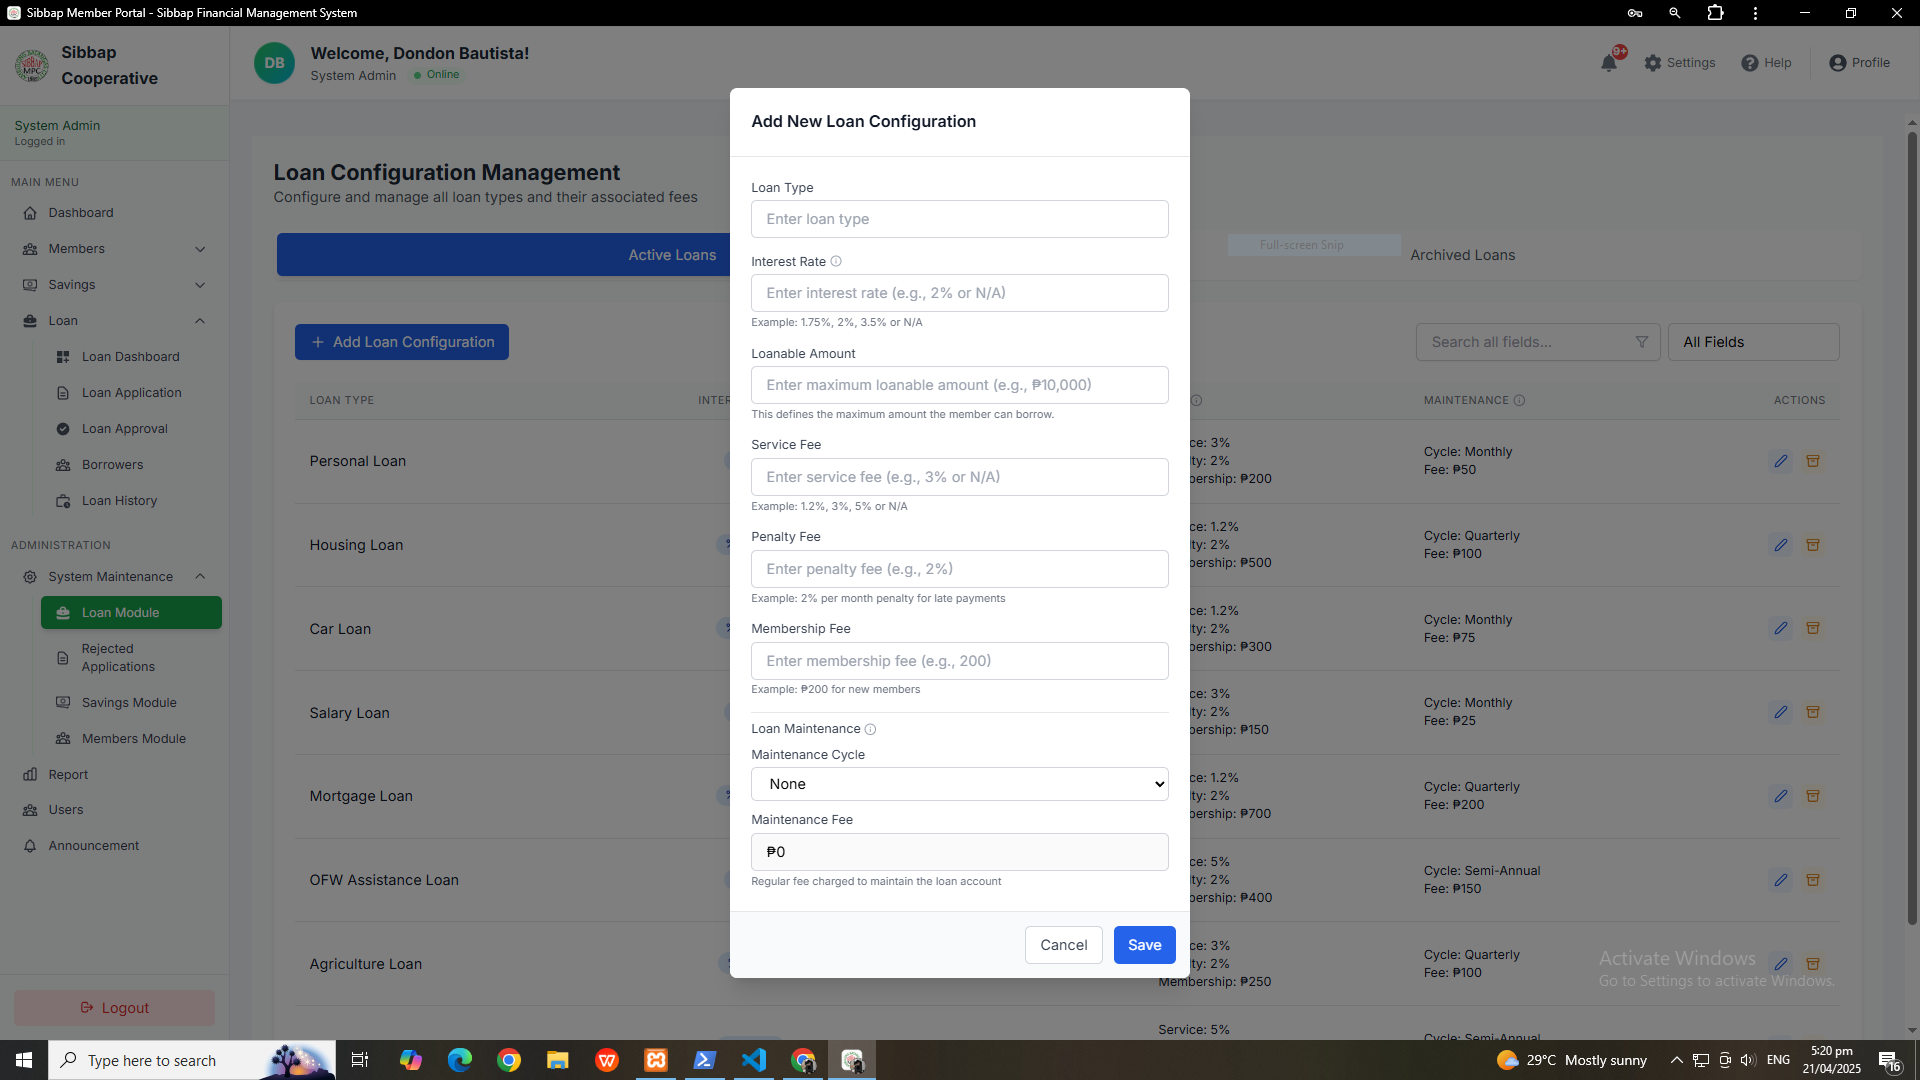 Sibbap Member Portal - Sibbap Financial Management System
Sibbap
Cooperative
DB
Welcome, Dondon Bautista!
System Admin
Online
9+
Settings
Help
Profile
System Admin
Logged in
MAIN MENU
Dashboard
Members
Savings
Loan
Loan Dashboard
Loan Application
Loan Approval
Borrowers
Loan History
ADMINISTRATION
System Maintenance
Loan Module
Rejected
Applications
Savings Module
Members Module
Report
Users
Announcement
Logout
Loan Configuration Management
Configure and manage all loan types and their associated fees
Active Loans
Full-screen Snip
Archived Loans
+ Add Loan Configuration
Search all fields...
All Fields
LOAN TYPE
INTER
MAINTENANCE
ACTIONS
Personal Loan
ce: 3%
lty: 2%
bership: ₱200
Cycle: Monthly
Fee: ₱50
Housing Loan
ce: 1.2%
lty: 2%
bership: ₱500
Cycle: Quarterly
Fee: ₱100
Car Loan
ce: 1.2%
lty: 2%
bership: ₱300
Cycle: Monthly
Fee: ₱75
Salary Loan
ce: 3%
lty: 2%
bership: ₱150
Cycle: Monthly
Fee: ₱25
Mortgage Loan
ce: 1.2%
lty: 2%
bership: ₱700
Cycle: Quarterly
Fee: ₱200
OFW Assistance Loan
ce: 5%
lty: 2%
bership: ₱400
Cycle: Semi-Annual
Fee: ₱150
Agriculture Loan
ce: 3%
lty: 2%
Membership: ₱250
Cycle: Quarterly
Fee: ₱100
Service: 5%
Cycle: Semi-Annual
Add New Loan Configuration
Loan Type
Enter loan type
Interest Rate
Enter interest rate (e.g., 2% or N/A)
Example: 1.75%, 2%, 3.5% or N/A
Loanable Amount
Enter maximum loanable amount (e.g., ₱10,000)
This defines the maximum amount the member can borrow.
Service Fee
Enter service fee (e.g., 3% or N/A)
Example: 1.2%, 3%, 5% or N/A
Penalty Fee
Enter penalty fee (e.g., 2%)
Example: 2% per month penalty for late payments
Membership Fee
Enter membership fee (e.g., 200)
Example: ₱200 for new members
Loan Maintenance
Maintenance Cycle
None
Maintenance Fee
₱0
Regular fee charged to maintain the loan account
Cancel
Save
Activate Windows
Go to Settings to activate Windows.
Type here to search
29°C Mostly sunny
ENG
5:20 pm
21/04/2025
16